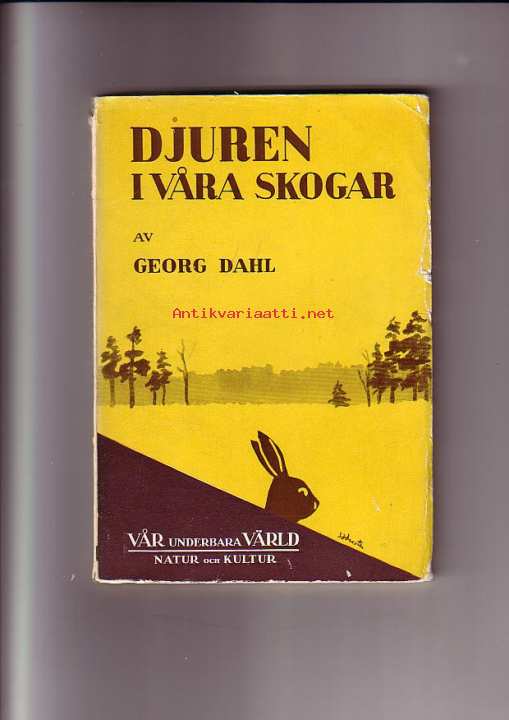 DJUREN
I VÅRA SKOGAR
AV
GEORG DAHL
Antikvariaatti.net
VÅR UNDERBARA VÄRLD
NATUR OCH KULTUR